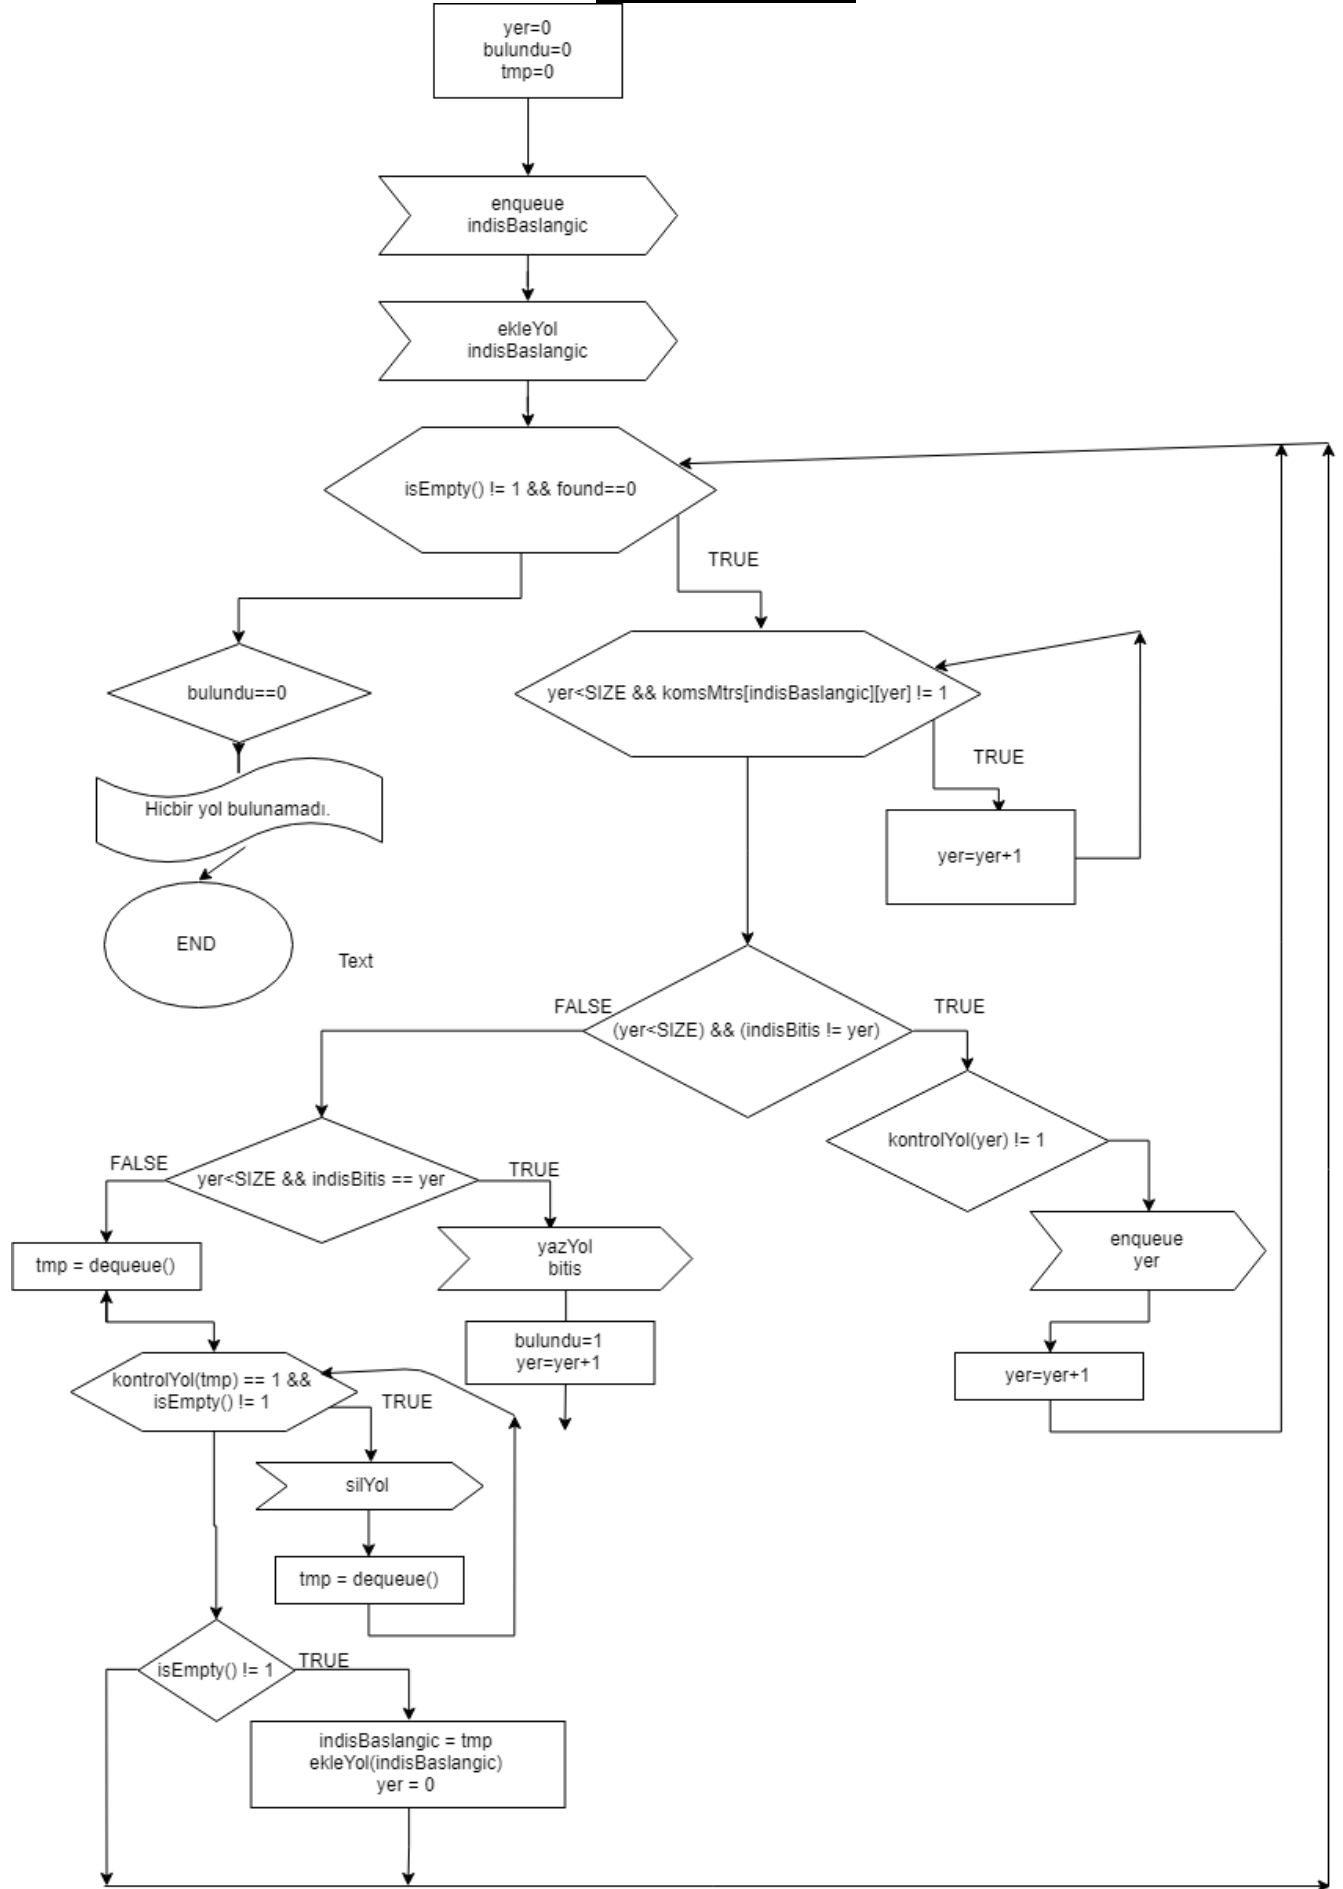 yer=0
bulundu=0
tmp=0
enqueue
indisBaslangic
ekleYol
indisBaslangic
isEmpty() != 1 && found==0
TRUE
bulundu==0
yer<SIZE && komsMtrs[indisBaslangic][yer] != 1
TRUE
Hicbir yol bulunamadı.
yer=yer+1
END
Text
FALSE
TRUE
(yer<SIZE) && (indisBitis != yer)
kontrolYol(yer) != 1
FALSE
TRUE
yer<SIZE && indisBitis == yer
enqueue
yer
yazYol
bitis
tmp = dequeue()
bulundu=1
yer=yer+1
yer=yer+1
kontrolYol(tmp) == 1 &&
isEmpty() != 1
TRUE
silYol
tmp = dequeue()
isEmpty() != 1
TRUE
indisBaslangic = tmp
ekleYol(indisBaslangic)
yer = 0